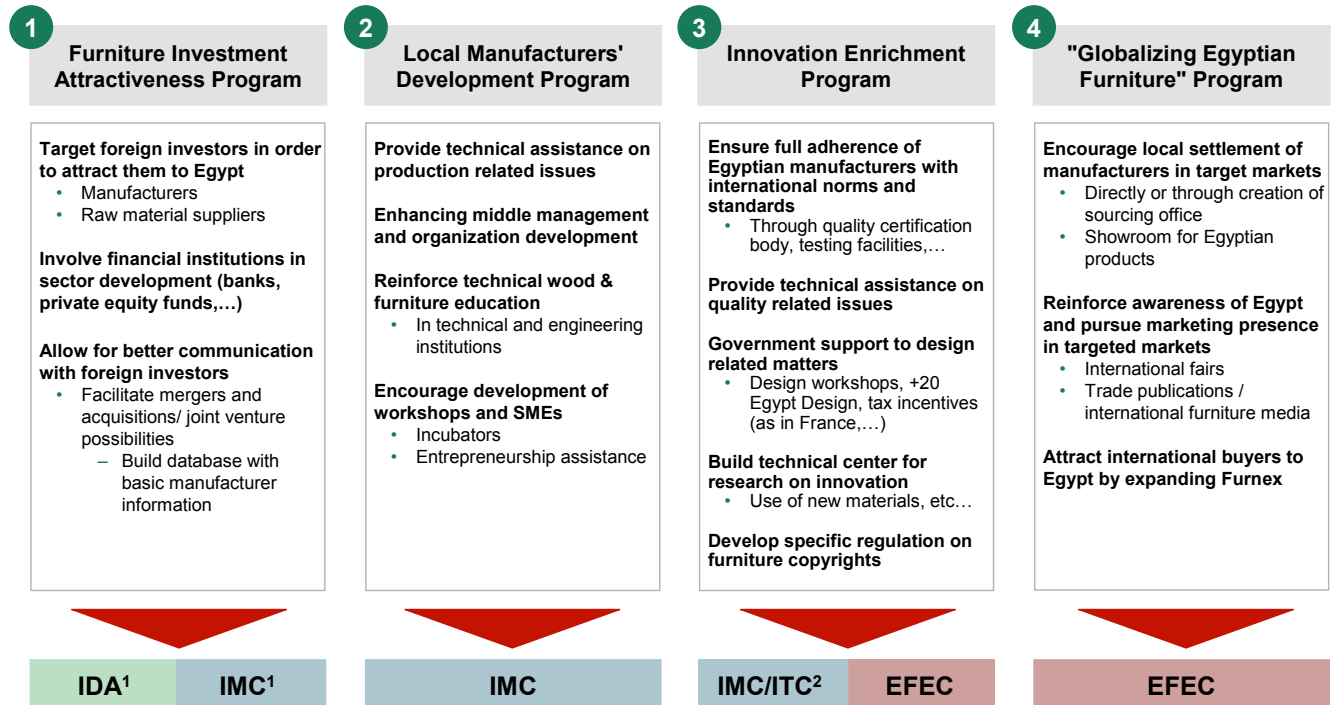 1
Furniture Investment
Attractiveness Program
Target foreign investors in order
to attract them to Egypt
• Manufacturers
• Raw material suppliers
Involve financial institutions in
sector development (banks,
private equity funds,…)
Allow for better communication
with foreign investors
• Facilitate mergers and
acquisitions/ joint venture
possibilities
– Build database with
basic manufacturer
information
IDA¹
IMC¹
2
Local Manufacturers'
Development Program
Provide technical assistance on
production related issues
Enhancing middle management
and organization development
Reinforce technical wood &
furniture education
• In technical and engineering
institutions
Encourage development of
workshops and SMEs
• Incubators
• Entrepreneurship assistance
IMC
3
Innovation Enrichment
Program
Ensure full adherence of
Egyptian manufacturers with
international norms and
standards
• Through quality certification
body, testing facilities,…
Provide technical assistance on
quality related issues
Government support to design
related matters
• Design workshops, +20
Egypt Design, tax incentives
(as in France,…)
Build technical center for
research on innovation
• Use of new materials, etc…
Develop specific regulation on
furniture copyrights
IMC/ITC²
EFEC
4
"Globalizing Egyptian
Furniture" Program
Encourage local settlement of
manufacturers in target markets
• Directly or through creation of
sourcing office
• Showroom for Egyptian
products
Reinforce awareness of Egypt
and pursue marketing presence
in targeted markets
• International fairs
• Trade publications /
international furniture media
Attract international buyers to
Egypt by expanding Furnex
EFEC